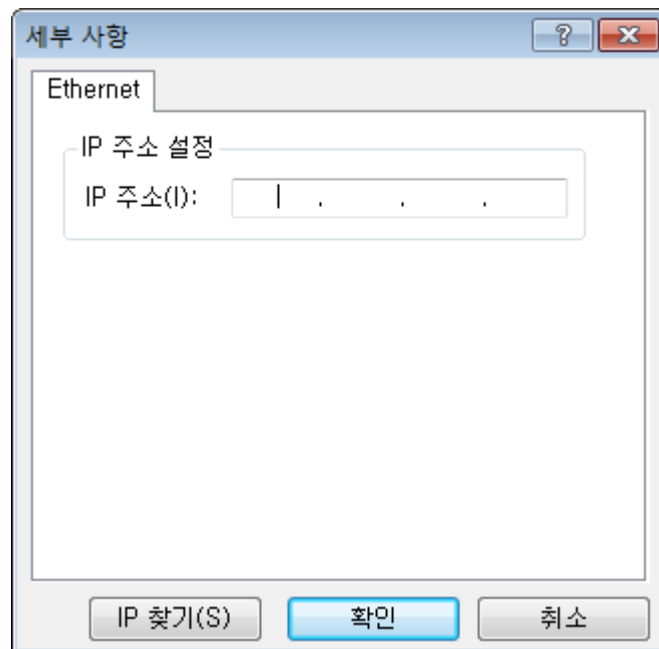 세부 사항
Ethernet
IP 주소 설정
IP 주소(I): . . .
IP 찾기(S) 확인 취소